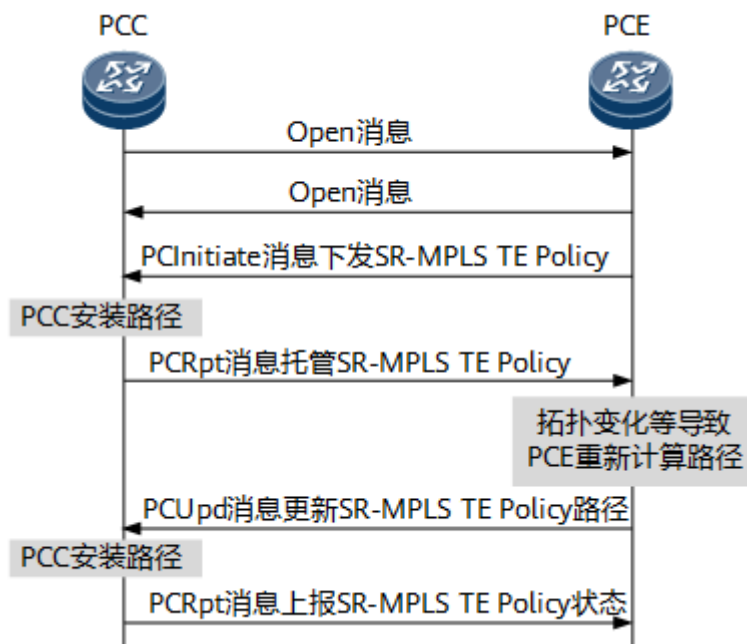 PCC
PCE
Open消息
Open消息
PCInitiate消息下发SR-MPLS TE Policy
PCC安装路径
PCRpt消息托管SR-MPLS TE Policy
拓扑变化等导致
PCE重新计算路径
PCUpd消息更新SR-MPLS TE Policy路径
PCC安装路径
PCRpt消息上报SR-MPLS TE Policy状态